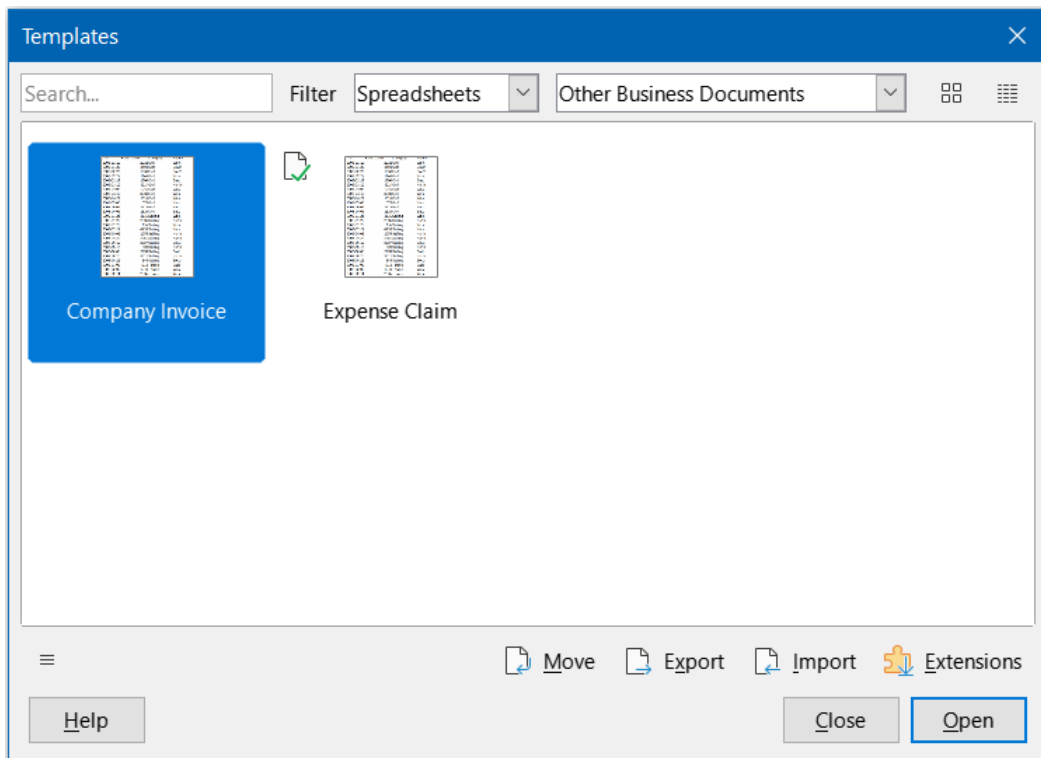 Templates
Search... Filter Spreadsheets Other Business Documents
Company Invoice Expense Claim
Move Export Import Extensions
Help Close Open